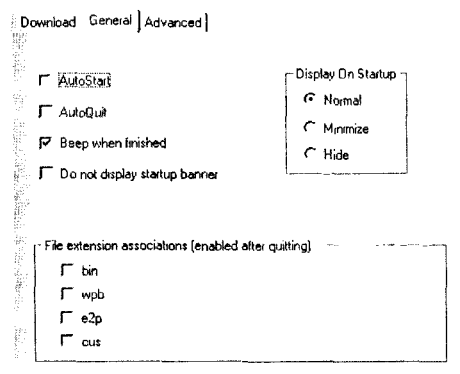 Download General Advanced
AutoStart
AutoQuit
Beep when finished
Do not display startup banner
Display On Startup
Normal
Minimize
Hide
File extension associations (enabled after quitting)
bin
wpb
e2p
cus